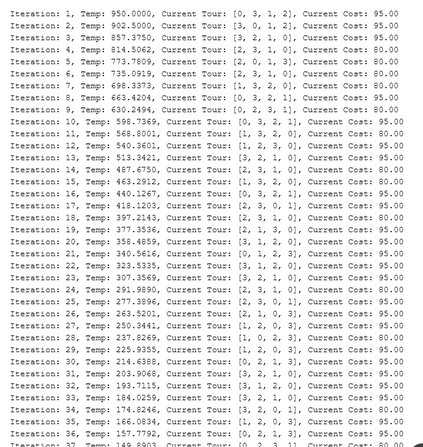 Iteration: 1, Temp: 950.0000, Current Tour: [0, 3, 1, 2], Current Cost: 95.00
Iteration: 2, Temp: 902.5000, Current Tour: [3, 0, 1, 2], Current Cost: 95.00
Iteration: 3, Temp: 857.3750, Current Tour: [3, 2, 1, 0], Current Cost: 95.00
Iteration: 4, Temp: 814.5062, Current Tour: [2, 3, 1, 0], Current Cost: 80.00
Iteration: 5, Temp: 773.7809, Current Tour: [2, 0, 1, 3], Current Cost: 80.00
Iteration: 6, Temp: 735.0919, Current Tour: [2, 3, 1, 0], Current Cost: 80.00
Iteration: 7, Temp: 698.3373, Current Tour: [2, 3, 1, 0], Current Cost: 80.00
Iteration: 8, Temp: 663.4204, Current Tour: [0, 3, 2, 1], Current Cost: 95.00
Iteration: 9, Temp: 630.2494, Current Tour: [0, 2, 3, 1], Current Cost: 80.00
Iteration: 10, Temp: 598.7369, Current Tour: [0, 3, 2, 1], Current Cost: 95.00
Iteration: 11, Temp: 568.8001, Current Tour: [1, 3, 2, 0], Current Cost: 80.00
Iteration: 12, Temp: 540.3601, Current Tour: [1, 2, 3, 0], Current Cost: 95.00
Iteration: 13, Temp: 513.3421, Current Tour: [3, 2, 1, 0], Current Cost: 95.00
Iteration: 14, Temp: 487.6750, Current Tour: [2, 3, 1, 0], Current Cost: 80.00
Iteration: 15, Temp: 463.2912, Current Tour: [1, 3, 2, 0], Current Cost: 80.00
Iteration: 16, Temp: 440.1267, Current Tour: [0, 3, 2, 1], Current Cost: 95.00
Iteration: 17, Temp: 418.1203, Current Tour: [2, 3, 0, 1], Current Cost: 95.00
Iteration: 18, Temp: 397.2143, Current Tour: [2, 3, 1, 0], Current Cost: 80.00
Iteration: 19, Temp: 377.3536, Current Tour: [2, 1, 3, 0], Current Cost: 95.00
Iteration: 20, Temp: 358.4859, Current Tour: [3, 1, 2, 0], Current Cost: 95.00
Iteration: 21, Temp: 340.5616, Current Tour: [0, 1, 2, 3], Current Cost: 95.00
Iteration: 22, Temp: 323.5335, Current Tour: [3, 1, 2, 0], Current Cost: 95.00
Iteration: 23, Temp: 307.3569, Current Tour: [3, 2, 1, 0], Current Cost: 95.00
Iteration: 24, Temp: 291.9890, Current Tour: [2, 3, 1, 0], Current Cost: 80.00
Iteration: 25, Temp: 277.3896, Current Tour: [2, 3, 0, 1], Current Cost: 95.00
Iteration: 26, Temp: 263.5201, Current Tour: [2, 1, 0, 3], Current Cost: 95.00
Iteration: 27, Temp: 250.3441, Current Tour: [1, 2, 0, 3], Current Cost: 95.00
Iteration: 28, Temp: 237.8269, Current Tour: [1, 0, 2, 3], Current Cost: 80.00
Iteration: 29, Temp: 225.9355, Current Tour: [1, 2, 0, 3], Current Cost: 95.00
Iteration: 30, Temp: 214.6388, Current Tour: [0, 2, 1, 3], Current Cost: 95.00
Iteration: 31, Temp: 203.9068, Current Tour: [3, 2, 1, 0], Current Cost: 95.00
Iteration: 32, Temp: 193.7115, Current Tour: [3, 1, 2, 0], Current Cost: 95.00
Iteration: 33, Temp: 184.0259, Current Tour: [3, 2, 1, 0], Current Cost: 95.00
Iteration: 34, Temp: 174.8246, Current Tour: [3, 2, 0, 1], Current Cost: 80.00
Iteration: 35, Temp: 166.0834, Current Tour: [1, 2, 0, 3], Current Cost: 95.00
Iteration: 36, Temp: 157.7792, Current Tour: [0, 2, 1, 3], Current Cost: 95.00
Iteration: 37, Temp: 149.8903, Current Tour: [0, 2, 3, 1], Current Cost: 80.00